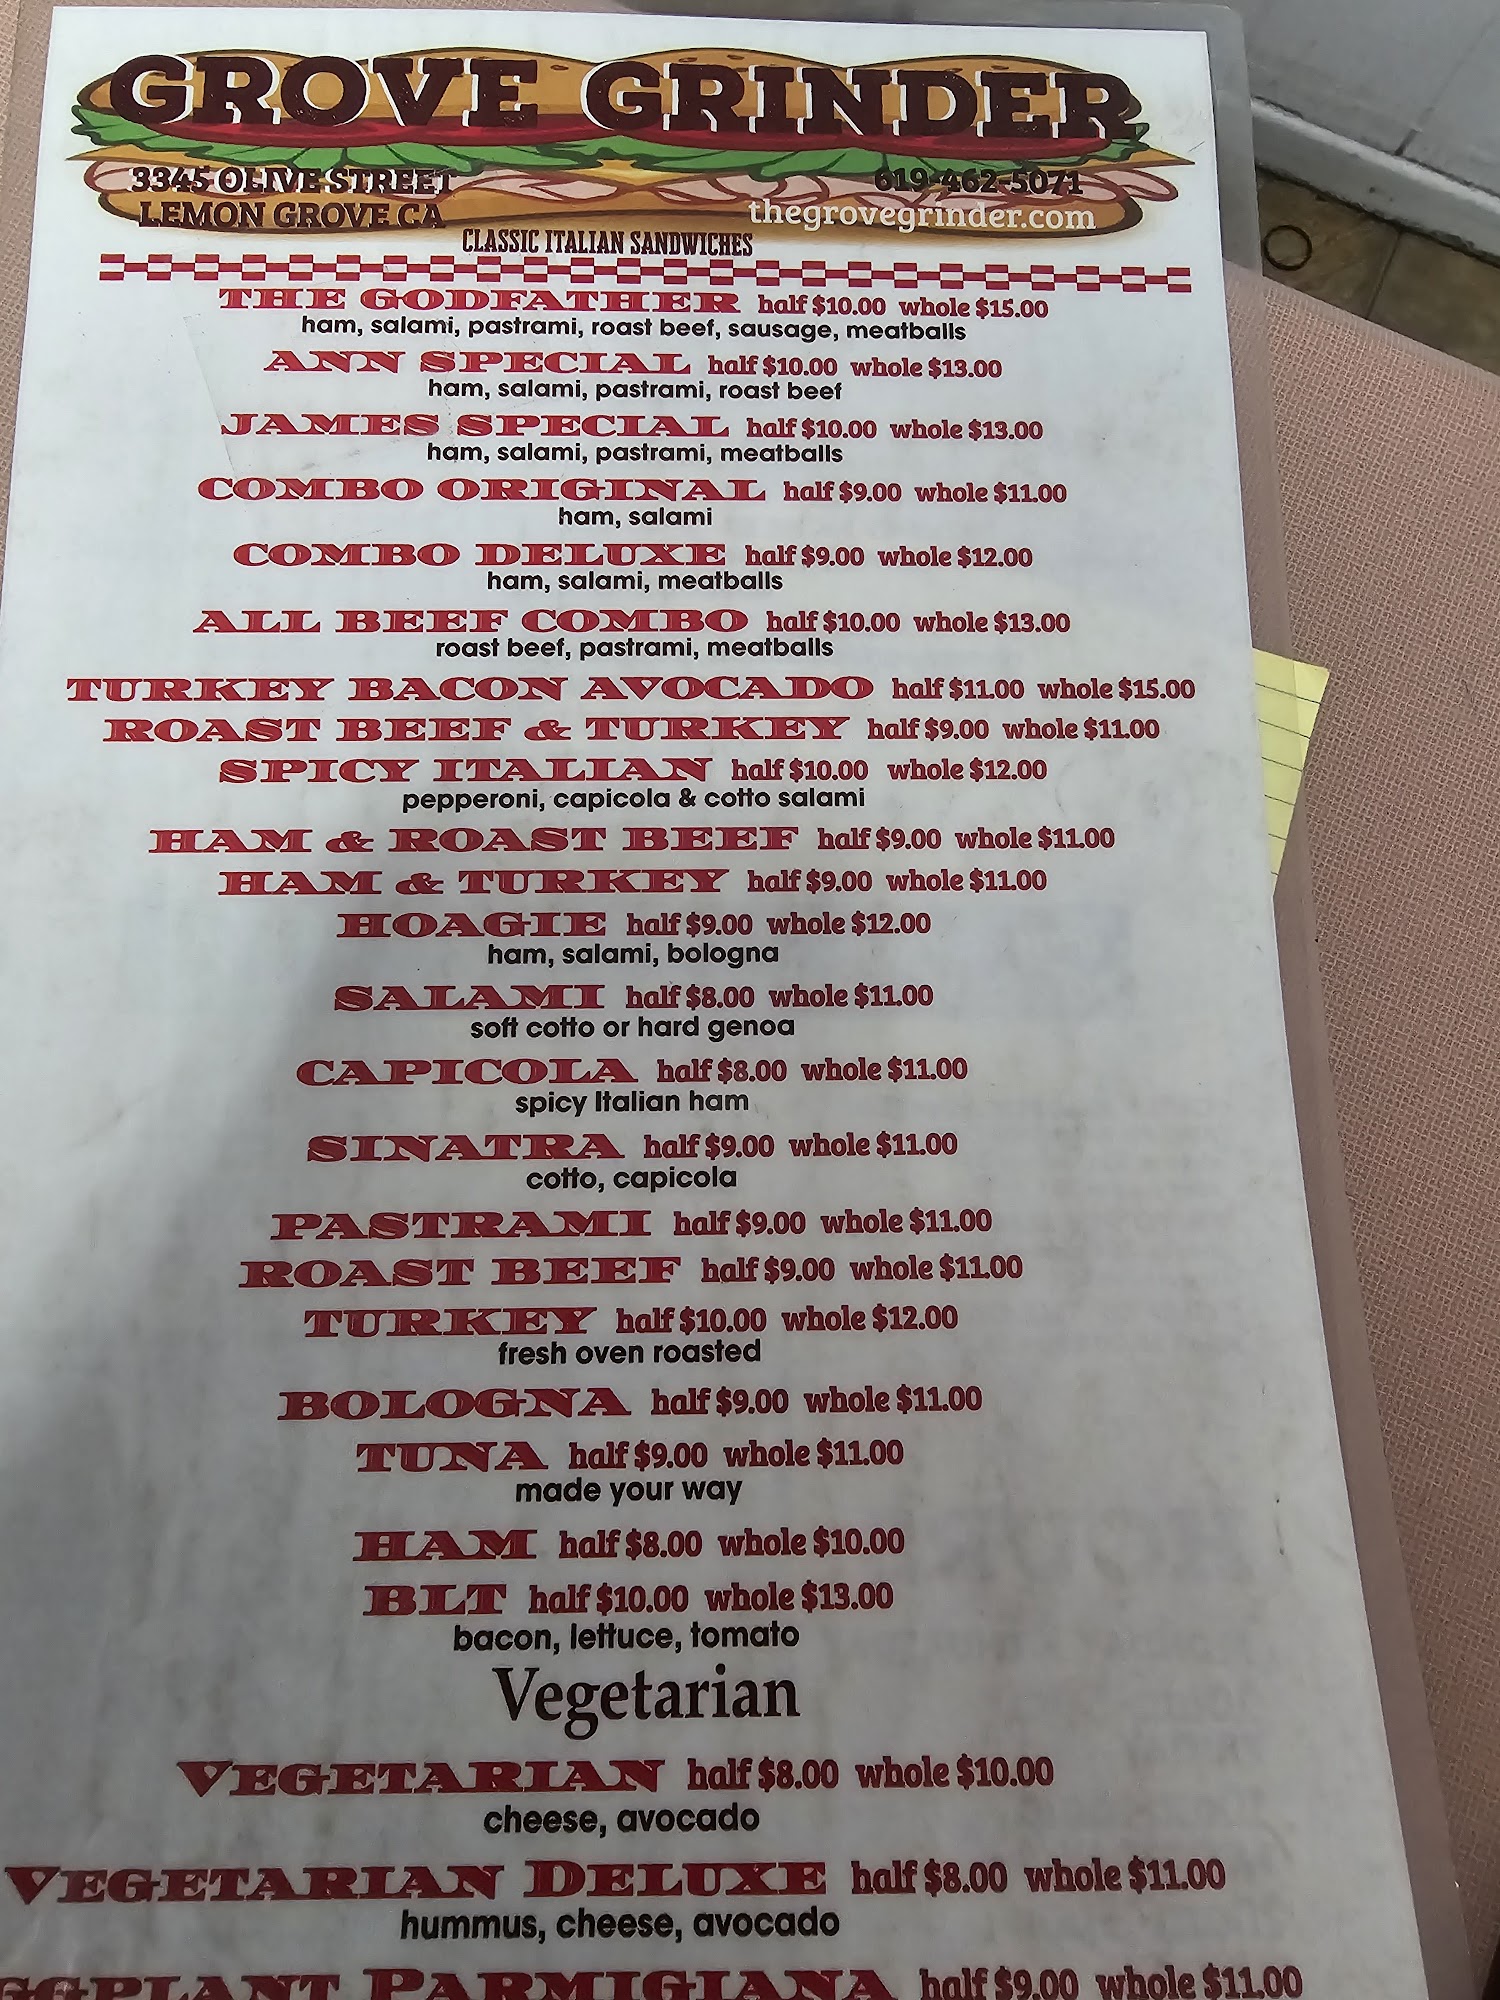 GROVE GRINDER
3345 OLIVE STREET
LEMON GROVE CA
619-462-5071
thegrovegrinder.com
CLASSIC ITALIAN SANDWICHES
THE GODFATHER half $10.00 whole $15.00
ham, salami, pastrami, roast beef, sausage, meatballs
ANN SPECIAL half $10.00 whole $13.00
ham, salami, pastrami, roast beef
JAMES SPECIAL half $10.00 whole $13.00
ham, salami, pastrami, meatballs
COMBO ORIGINAL half $9.00 whole $11.00
ham, salami
COMBO DELUXE half $9.00 whole $12.00
ham, salami, meatballs
ALL BEEF COMBO half $10.00 whole $13.00
roast beef, pastrami, meatballs
TURKEY BACON AVOCADO half $11.00 whole $15.00
ROAST BEEF & TURKEY half $9.00 whole $11.00
SPICY ITALIAN half $10.00 whole $12.00
pepperoni, capicola & cotto salami
HAM & ROAST BEEF half $9.00 whole $11.00
HAM & TURKEY half $9.00 whole $11.00
HOAGIE half $9.00 whole $12.00
ham, salami, bologna
SALAMI half $8.00 whole $11.00
soft cotto or hard genoa
CAPICOLA half $8.00 whole $11.00
spicy Italian ham
SINATRA half $9.00 whole $11.00
cotto, capicola
PASTRAMI half $9.00 whole $11.00
ROAST BEEF half $9.00 whole $11.00
TURKEY half $10.00 whole $12.00
fresh oven roasted
BOLOGNA half $9.00 whole $11.00
TUNA half $9.00 whole $11.00
made your way
HAM half $8.00 whole $10.00
BLT half $10.00 whole $13.00
bacon, lettuce, tomato
Vegetarian
VEGETARIAN half $8.00 whole $10.00
cheese, avocado
VEGETARIAN DELUXE half $8.00 whole $11.00
hummus, cheese, avocado
GGPLANT PARMIGIANA half $9.00 whole $11.00